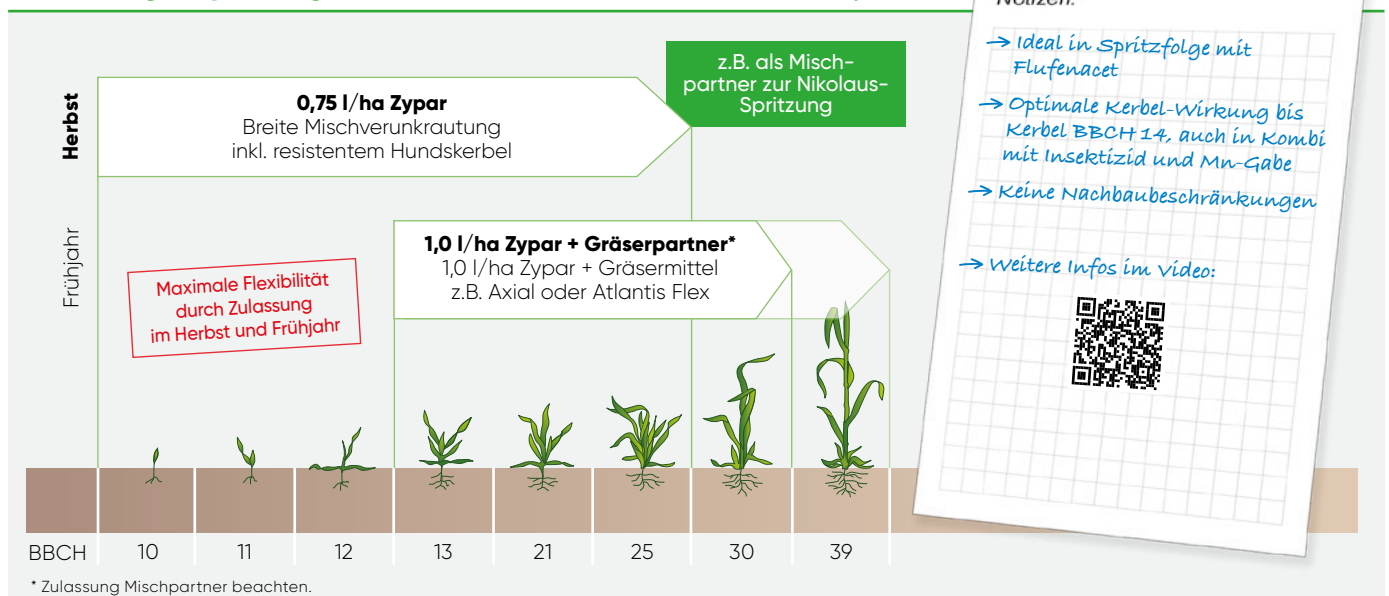 Notizen:
Herbst
0,75 l/ha Zypar
Breite Mischverunkrautung
inkl. resistentem Hundskerbel
z.B. als Misch-
partner zur Nikolaus-
Spritzung
→ Ideal in Spritzfolge mit
Flufenacet
→ Optimale Kerbel-Wirkung bis
Kerbel BBCH 14, auch in Kombi
mit Insektizid und Mn-Gabe
→ Keine Nachbaubeschränkungen
→ Weitere Infos im Video:
Frühjahr
1,0 l/ha Zypar + Gräserpartner*
1,0 l/ha Zypar + Gräsermittel
z.B. Axial oder Atlantis Flex
Maximale Flexibilität
durch Zulassung
im Herbst und Frühjahr
BBCH 10 11 12 13 21 25 30 39
* Zulassung Mischpartner beachten.